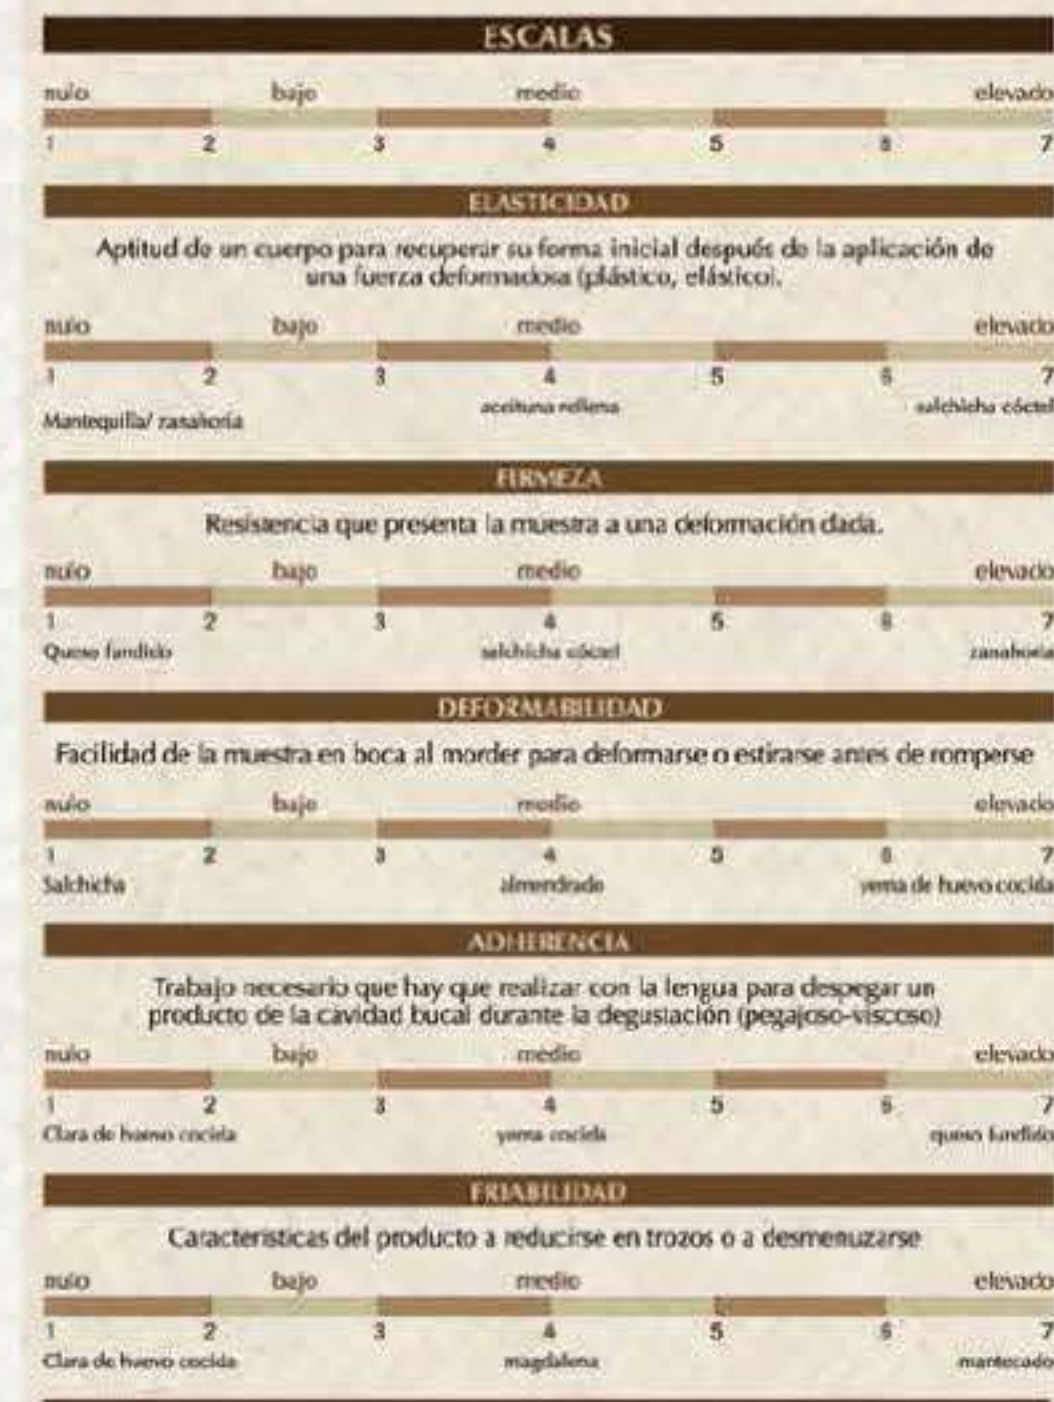 ESCALAS
nulo bajo medio elevado
1 2 3 4 5 6 7
ELASTICIDAD
Aptitud de un cuerpo para recuperar su forma inicial después de la aplicación de
una fuerza deformadosa (plástico, elástico).
nulo bajo medio elevado
1 2 3 4 5 6 7
Mantequilla/ zanahoria aceituna rellena salchicha cóctel
FIRMEZA
Resistencia que presenta la muestra a una deformación dada.
nulo bajo medio elevado
1 2 3 4 5 6 7
Queso fundido salchicha cóctel zanahoria
DEFORMABILIDAD
Facilidad de la muestra en boca al morder para deformarse o estirarse antes de romperse
nulo bajo medio elevado
1 2 3 4 5 6 7
Salchicha almendrado yema de huevo cocida
ADHERENCIA
Trabajo necesario que hay que realizar con la lengua para despegar un
producto de la cavidad bucal durante la degustación (pegajoso-viscoso)
nulo bajo medio elevado
1 2 3 4 5 6 7
Clara de huevo cocida yema cocida queso fundido
FRIABILIDAD
Características del producto a reducirse en trozos o a desmenuzarse
nulo bajo medio elevado
1 2 3 4 5 6 7
Clara de huevo cocida magdalena mantecado